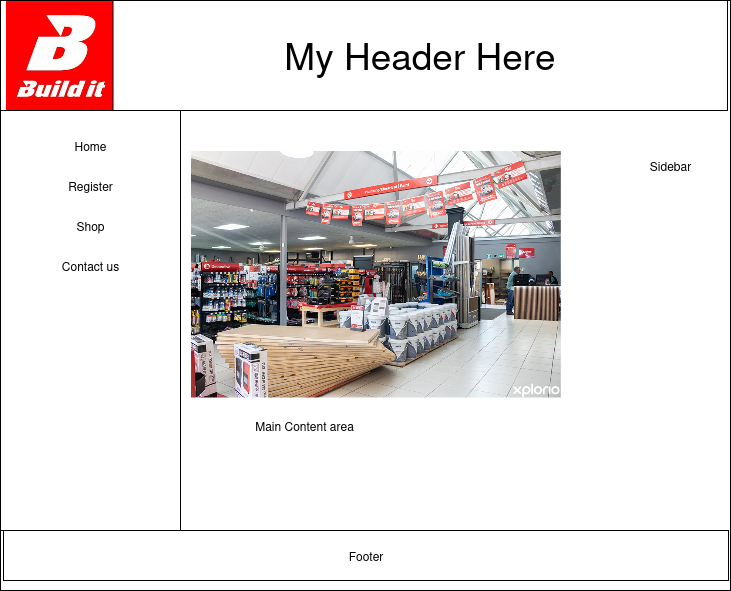 B
Build it
My Header Here
Home
Register
Shop
Contact us
Sidebar
xplorio
Main Content area
Footer